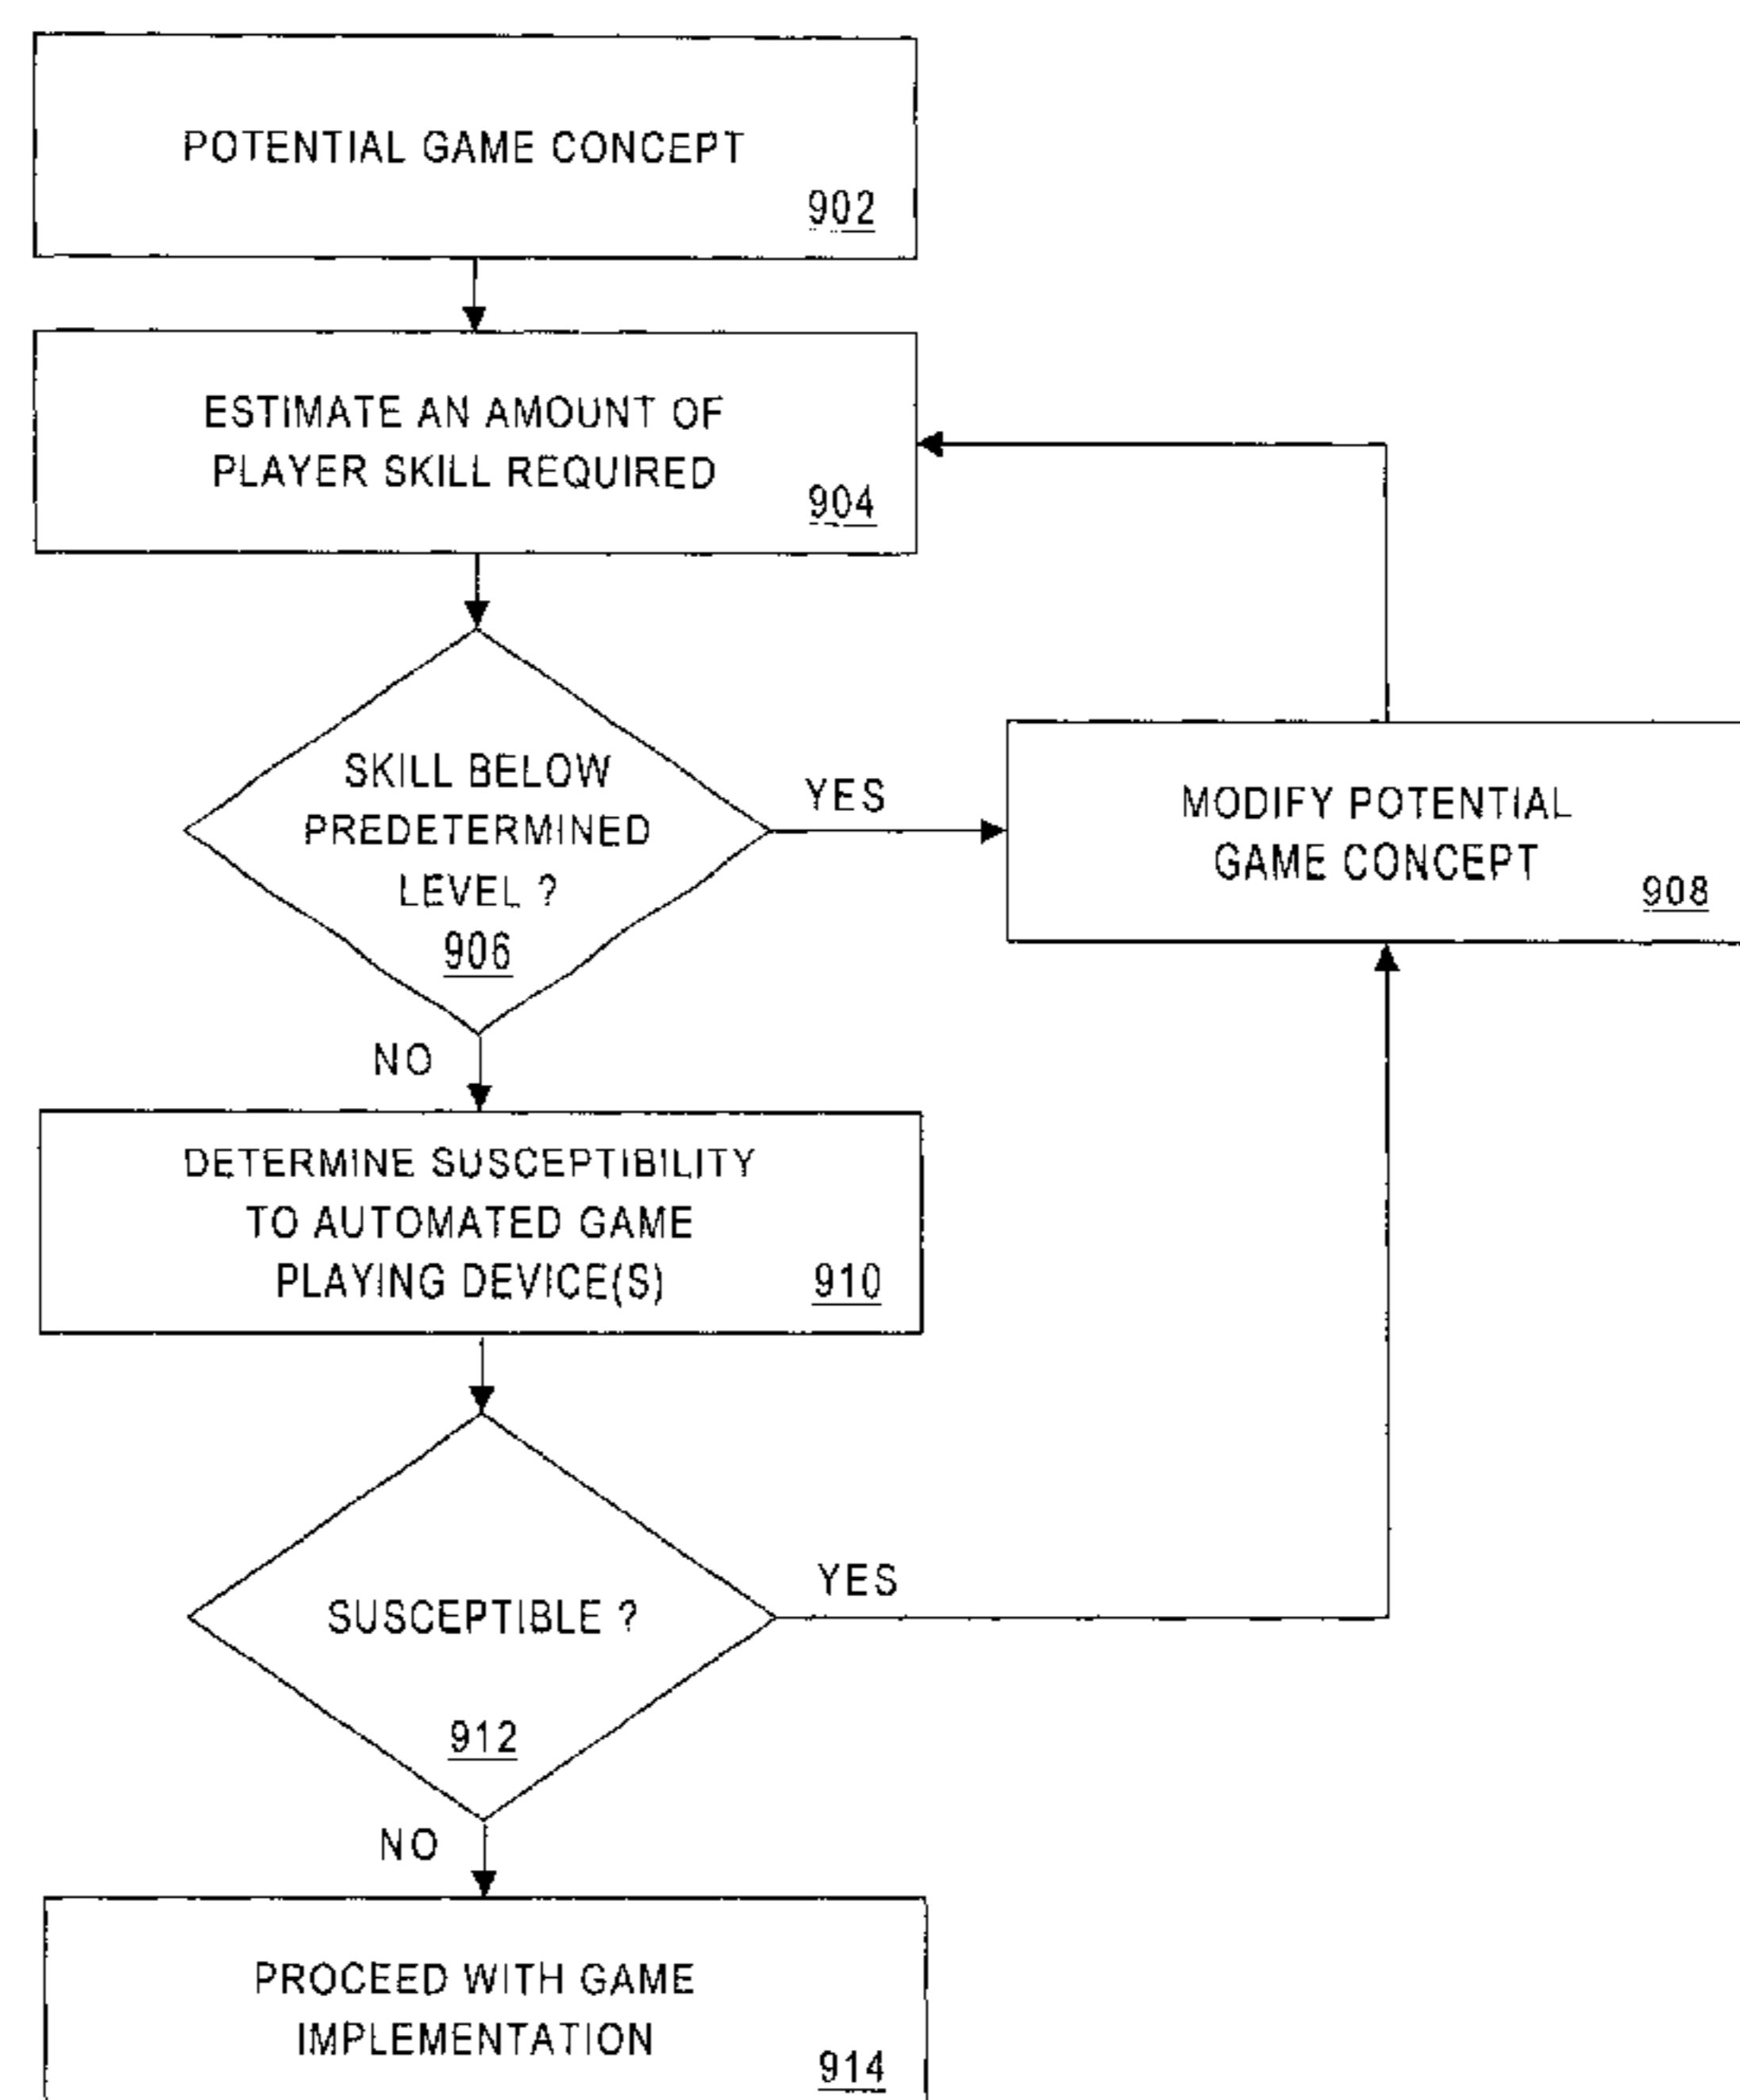 POTENTIAL GAME CONCEPT
902
ESTIMATE AN AMOUNT OF
PLAYER SKILL REQUIRED
904
SKILL BELOW
PREDETERMINED
LEVEL ?
906
YES
MODIFY POTENTIAL
GAME CONCEPT
908
NO
DETERMINE SUSCEPTIBILITY
TO AUTOMATED GAME
PLAYING DEVICE(S)
910
SUSCEPTIBLE ?
912
YES
NO
PROCEED WITH GAME
IMPLEMENTATION
914